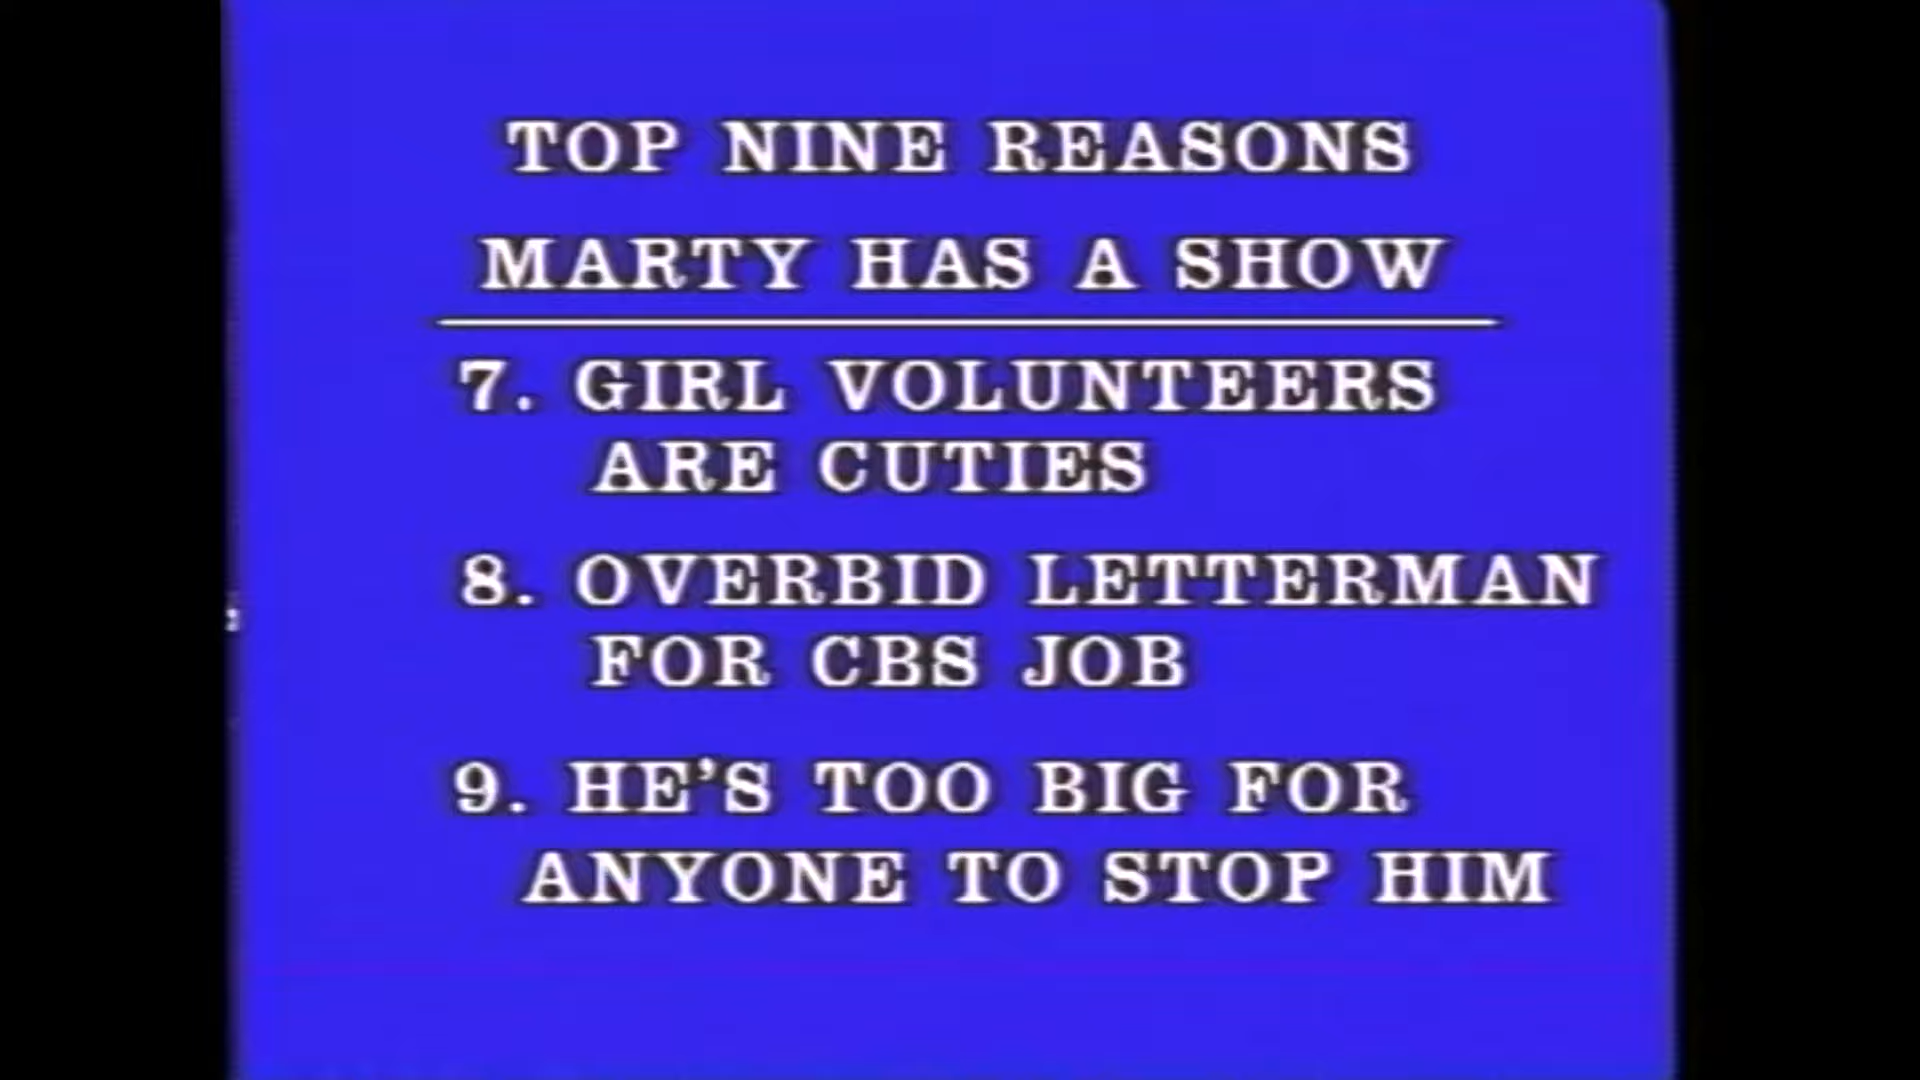 TOP NINE REASONS
MARTY HAS A SHOW
7. GIRL VOLUNTEERS
ARE CUTIES
8. OVERBID LETTERMAN
FOR CBS JOB
9. HE'S TOO BIG FOR
ANYONE TO STOP HIM